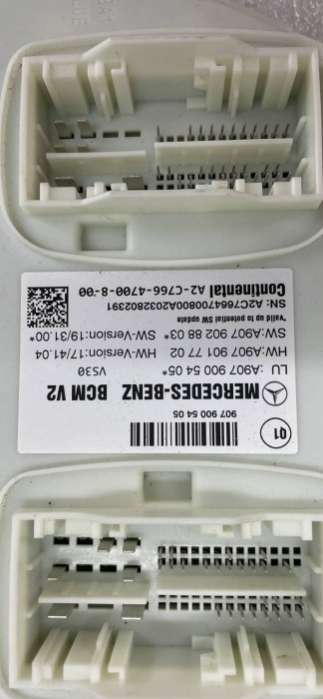 Q1
907 900 54 05
MERCEDES-BENZ BCM V2
LU :A907 900 54 05* VS30
HW:A907 901 77 02 HW-Version:17/41.04
SW:A907 902 88 03* SW-Version:19/31.00*
*valid up to potential SW update
SN: A2C7664700800A2032802391
Continental A2-C766-4700-8-00